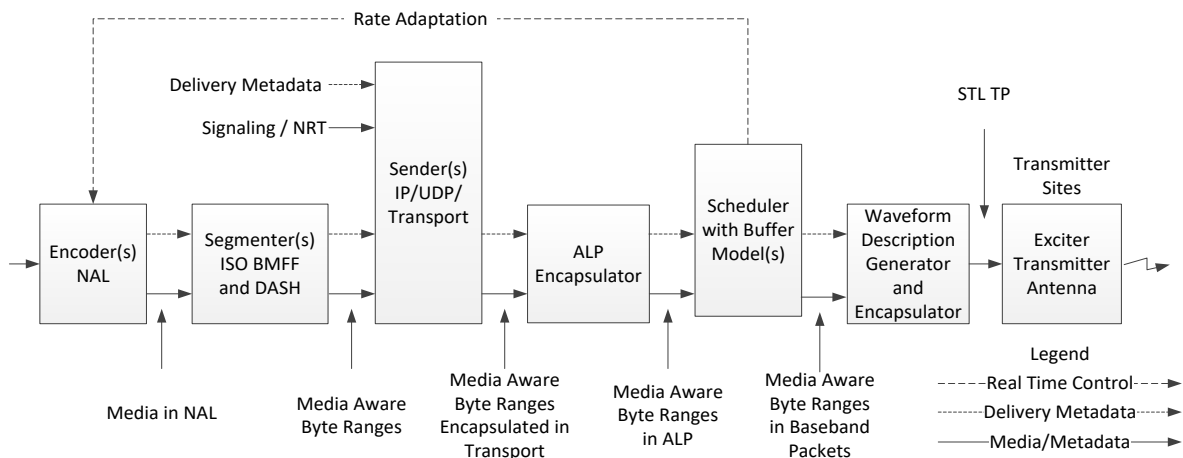 Rate Adaptation
Delivery Metadata
Signaling / NRT
STL TP
Transmitter
Sites
Encoder(s)
NAL
Segmenter(s)
ISO BMFF
and DASH
Sender(s)
IP/UDP/
Transport
ALP
Encapsulator
Scheduler
with Buffer
Model(s)
Waveform
Description
Generator
and
Encapsulator
Exciter
Transmitter
Antenna
Media in NAL
Media Aware
Byte Ranges
Media Aware
Byte Ranges
Encapsulated in
Transport
Media Aware
Byte Ranges
in ALP
Media Aware
Byte Ranges
in Baseband
Packets
Legend
Real Time Control
Delivery Metadata
Media/Metadata